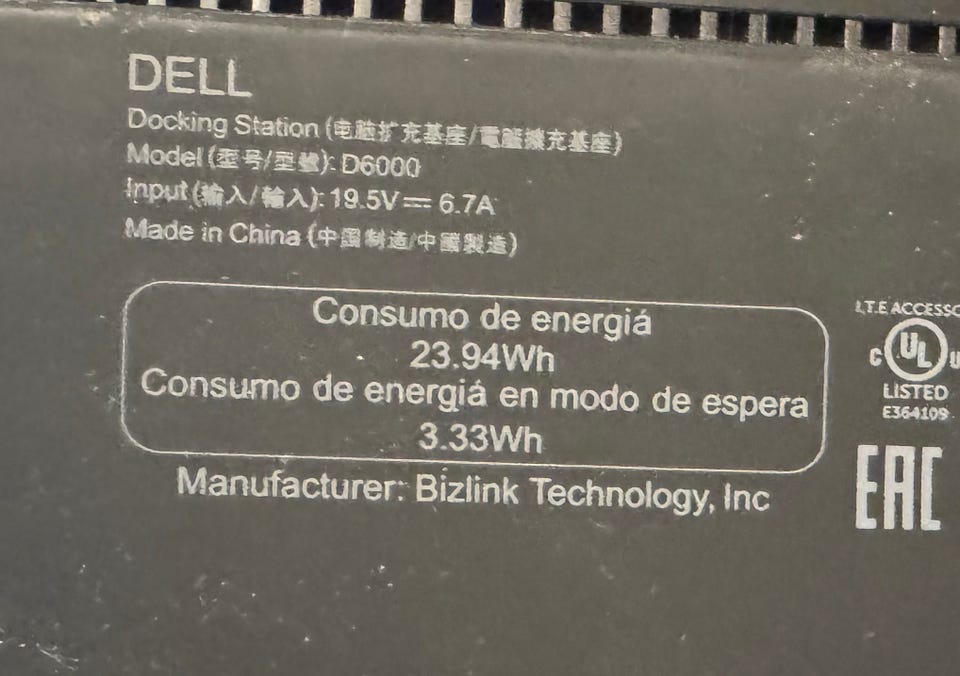 DELL
Docking Station (电脑扩充基座/電腦擴充基座)
Model (型号/型號): D6000
Input (输入/輸入): 19.5V⎓ 6.7A
Made in China (中国制造/中國製造)
Consumo de energiá
23.94Wh
Consumo de energiá en modo de espera
3.33Wh
Manufacturer: Bizlink Technology, Inc
I.T.E ACCESSO
C UL U
LISTED
E364109
EAC